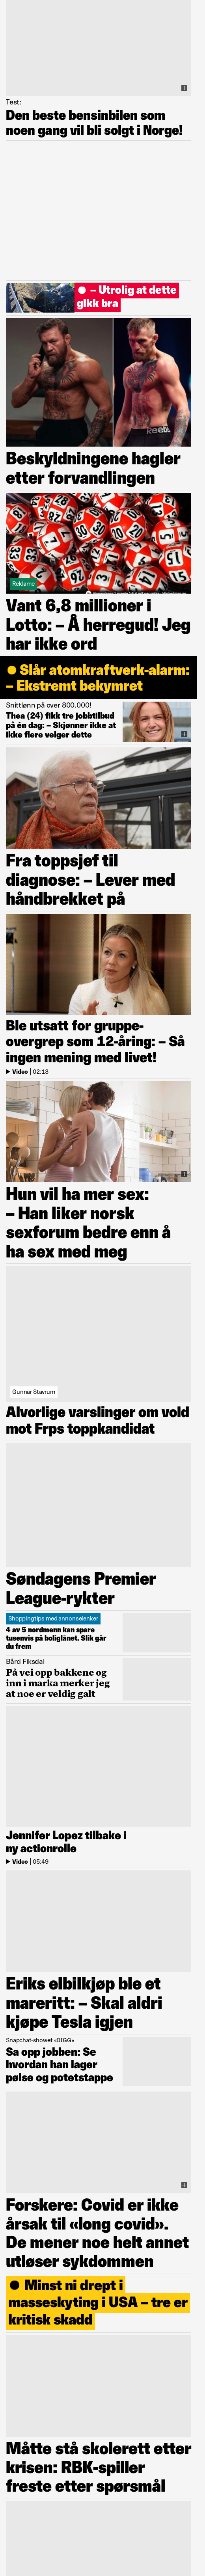 Test:
Den beste bensinbilen som
noen gang vil bli solgt i Norge!
– Utrolig at dette
gikk bra
Reebok
Beskyldningene hagler
etter forvandlingen
Reklame
Vant 6,8 millioner i
Lotto: – Å herregud! Jeg
har ikke ord
Slår atomkraftverk-alarm:
– Ekstremt bekymret
Snittlønn på over 800.000!
Thea (24) fikk tre jobbtilbud
på én dag: – Skjønner ikke at
ikke flere velger dette
Fra toppsjef til
diagnose: – Lever med
håndbrekket på
Ble utsatt for gruppe-
overgrep som 12-åring: – Så
ingen mening med livet!
Video | 02:13
Hun vil ha mer sex:
– Han liker norsk
sexforum bedre enn å
ha sex med meg
Gunnar Stavrum
Alvorlige varslinger om vold
mot Frps toppkandidat
Søndagens Premier
League-rykter
Shoppingtips med annonselenker
4 av 5 nordmenn kan spare
tusenvis på boliglånet. Slik går
du frem
Bård Fiksdal
På vei opp bakkene og
inn i marka merker jeg
at noe er veldig galt
Jennifer Lopez tilbake i
ny actionrolle
Video | 05:49
Eriks elbilkjøp ble et
mareritt: – Skal aldri
kjøpe Tesla igjen
Snapchat-showet «DIGG»
Sa opp jobben: Se
hvordan han lager
pølse og potetstappe
Forskere: Covid er ikke
årsak til «long covid».
De mener noe helt annet
utløser sykdommen
Minst ni drept i
masseskyting i USA – tre er
kritisk skadd
Måtte stå skolerett etter
krisen: RBK-spiller
freste etter spørsmål